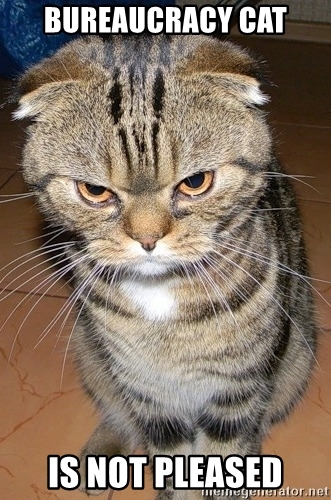 BUREAUCRACY CAT
IS NOT PLEASED
memegenerator.net